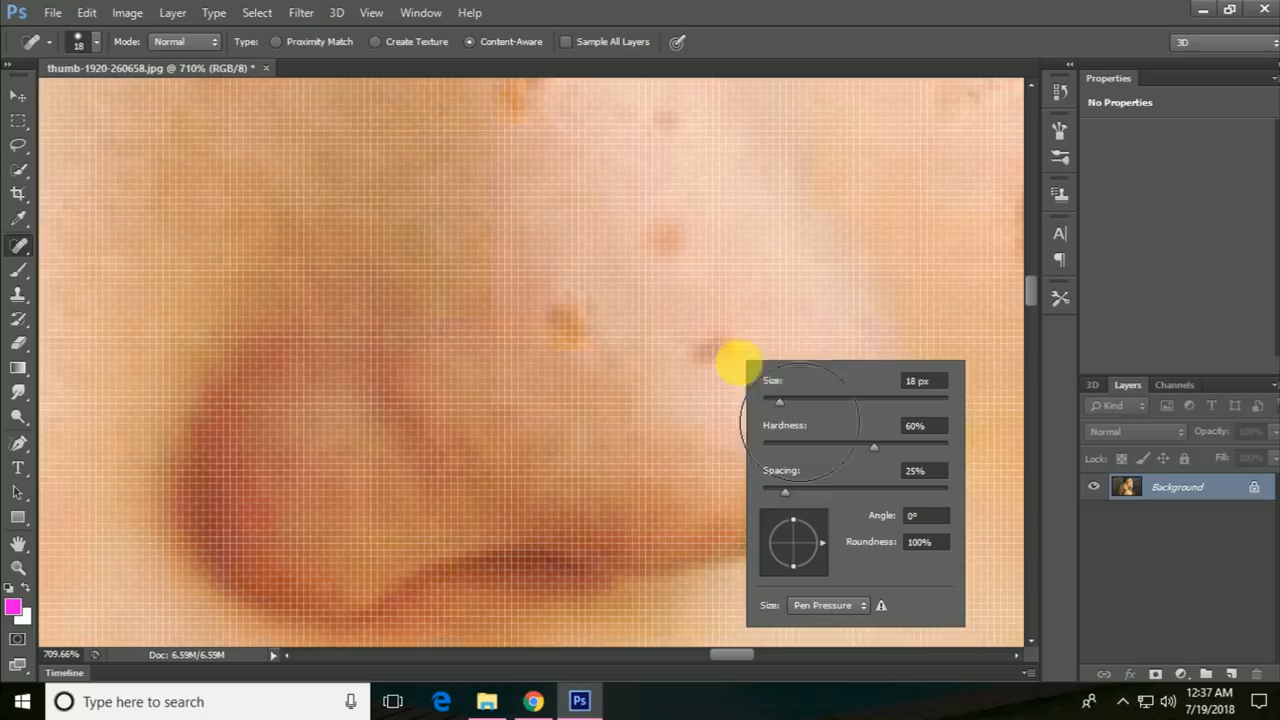 Ps File Edit Image Layer Type Select Filter 3D View Window Help
18 Mode: Normal Type: Proximity Match Create Texture Content-Aware Sample All Layers 3D
thumb-1920-260658.jpg @ 710% (RGB/8) * ×
Properties
No Properties
Size: 18 px
Hardness: 60%
Spacing: 25%
Angle: 0°
Roundness: 100%
Size: Pen Pressure
3D Layers Channels
Kind
Normal Opacity: 100%
Lock: Fill: 100%
Background
709.66% Doc: 6.59M/6.59M
Timeline
Type here to search
Ps
12:37 AM
7/19/2018